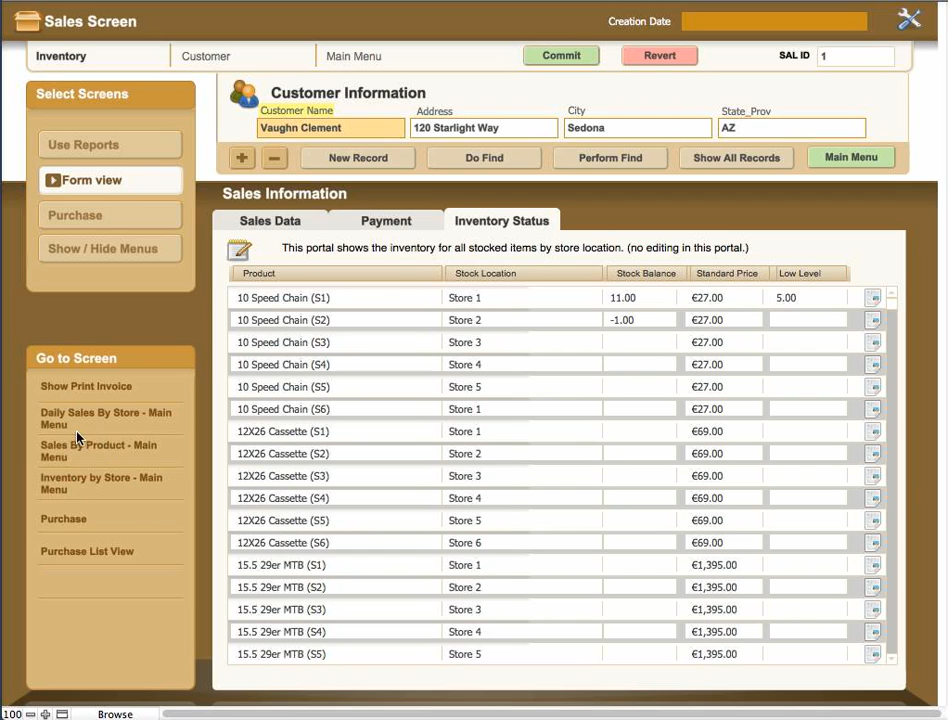 Sales Screen
Creation Date
Inventory
Customer
Main Menu
Commit
Revert
SAL ID
1
Select Screens
Use Reports
Form view
Purchase
Show / Hide Menus
Customer Information
Customer Name
Address
City
State_Prov
Vaughn Clement
120 Starlight Way
Sedona
AZ
New Record
Do Find
Perform Find
Show All Records
Main Menu
Sales Information
Sales Data
Payment
Inventory Status
This portal shows the inventory for all stocked items by store location. (no editing in this portal.)
Product Stock Location Stock Balance Standard Price Low Level
10 Speed Chain (S1) Store 1 11.00 €27.00 5.00
10 Speed Chain (S2) Store 2 -1.00 €27.00
10 Speed Chain (S3) Store 3 €27.00
10 Speed Chain (S4) Store 4 €27.00
10 Speed Chain (S5) Store 5 €27.00
10 Speed Chain (S6) Store 1 €27.00
12X26 Cassette (S1) Store 1 €69.00
12X26 Cassette (S2) Store 2 €69.00
12X26 Cassette (S3) Store 3 €69.00
12X26 Cassette (S4) Store 4 €69.00
12X26 Cassette (S5) Store 5 €69.00
12X26 Cassette (S6) Store 6 €69.00
15.5 29er MTB (S1) Store 1 €1,395.00
15.5 29er MTB (S2) Store 2 €1,395.00
15.5 29er MTB (S3) Store 3 €1,395.00
15.5 29er MTB (S4) Store 4 €1,395.00
15.5 29er MTB (S5) Store 5 €1,395.00
Go to Screen
Show Print Invoice
Daily Sales By Store - Main
Menu
Sales By Product - Main
Menu
Inventory by Store - Main
Menu
Purchase
Purchase List View
100
Browse